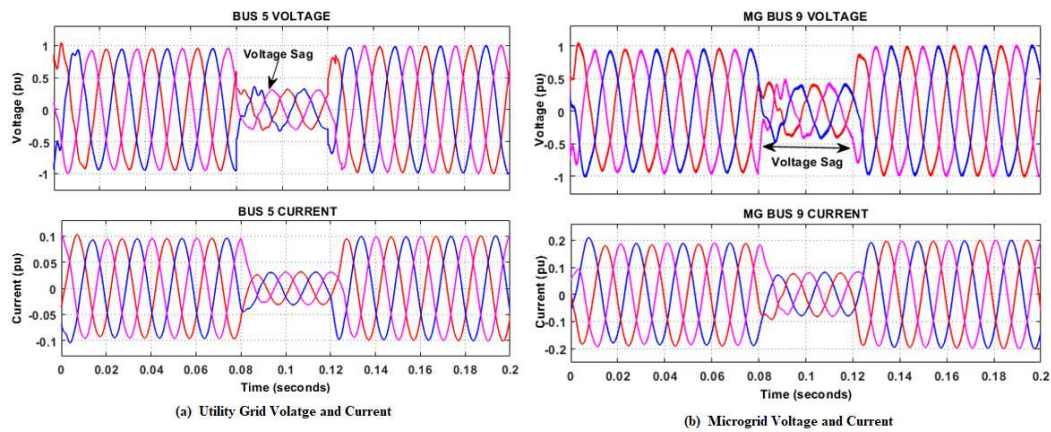 BUS 5 VOLTAGE
Voltage (pu)
1
0.5
0
-0.5
-1
Voltage Sag
BUS 5 CURRENT
Current (pu)
0.1
0.05
0
-0.05
-0.1
0 0.02 0.04 0.06 0.08 0.1 0.12 0.14 0.16 0.18 0.2
Time (seconds)
(a) Utility Grid Volatge and Current
MG BUS 9 VOLTAGE
Voltage (pu)
1
0.5
0
-0.5
-1
Voltage Sag
MG BUS 9 CURRENT
Current (pu)
0.2
0.1
0
-0.1
-0.2
0 0.02 0.04 0.06 0.08 0.1 0.12 0.14 0.16 0.18 0.2
Time (seconds)
(b) Microgrid Voltage and Current